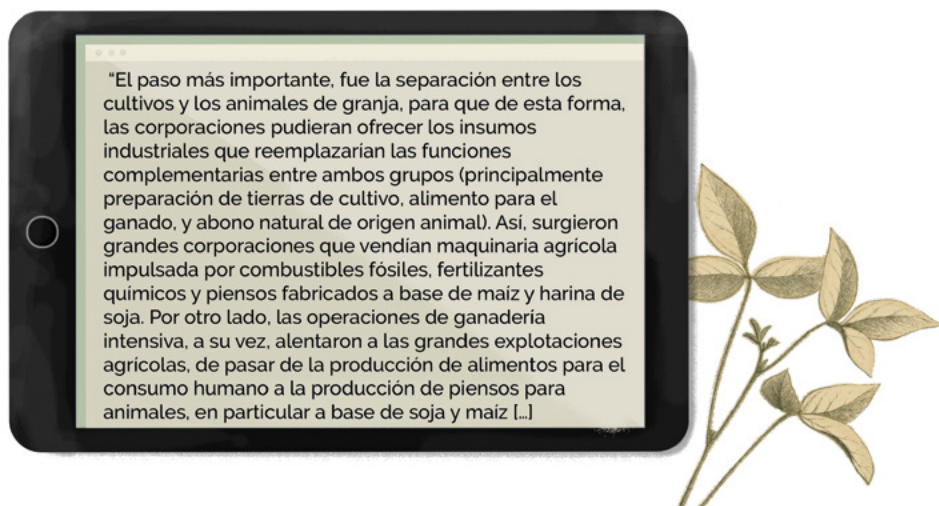 “El paso más importante, fue la separación entre los
cultivos y los animales de granja, para que de esta forma,
las corporaciones pudieran ofrecer los insumos
industriales que reemplazarían las funciones
complementarias entre ambos grupos (principalmente
preparación de tierras de cultivo, alimento para el
ganado, y abono natural de origen animal). Así, surgieron
grandes corporaciones que vendían maquinaria agrícola
impulsada por combustibles fósiles, fertilizantes
químicos y piensos fabricados a base de maíz y harina de
soja. Por otro lado, las operaciones de ganadería
intensiva, a su vez, alentaron a las grandes explotaciones
agrícolas, de pasar de la producción de alimentos para el
consumo humano a la producción de piensos para
animales, en particular a base de soja y maíz [...]